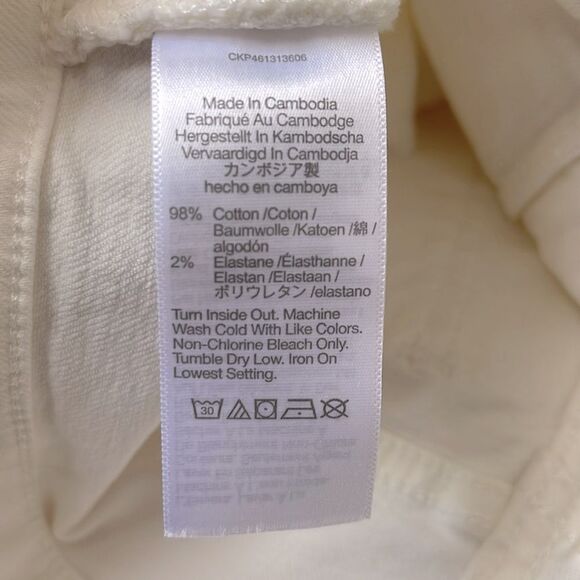 CKP461313606
Made In Cambodia
Fabriqué Au Cambodge
Hergestellt In Kambodscha
Vervaardigd In Cambodja
カンボジア製
hecho en camboya
98% Cotton /Coton /
Baumwolle /Katoen /綿 /
algodón
2% Elastane /Élasthanne /
Elastan /Elastaan /
ポリウレタン /elastano
Turn Inside Out. Machine
Wash Cold With Like Colors.
Non-Chlorine Bleach Only.
Tumble Dry Low. Iron On
Lowest Setting.
30